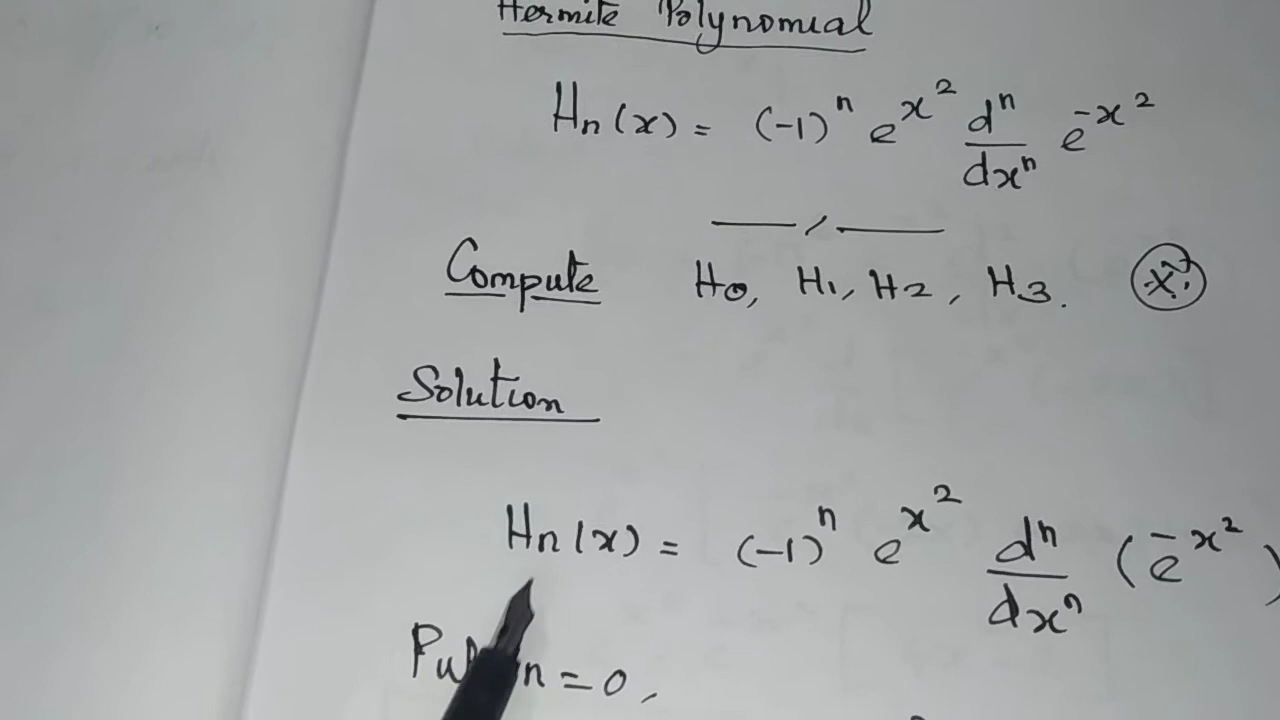 Hermite Polynomial
Hn(x) = (-1)^n e^{x^2} d^n/dx^n e^{-x^2}
Compute H0, H1, H2, H3.
Solution
Hn(x) = (-1)^n e^{x^2} d^n/dx^n (e^{-x^2})
n = 0,